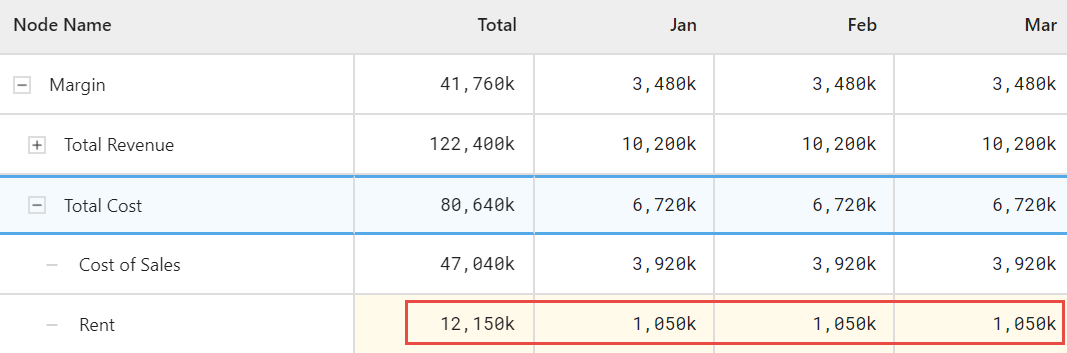 Node Name Total Jan Feb Mar
Margin 41,760k 3,480k 3,480k 3,480k
Total Revenue 122,400k 10,200k 10,200k 10,200k
Total Cost 80,640k 6,720k 6,720k 6,720k
Cost of Sales 47,040k 3,920k 3,920k 3,920k
Rent 12,150k 1,050k 1,050k 1,050k